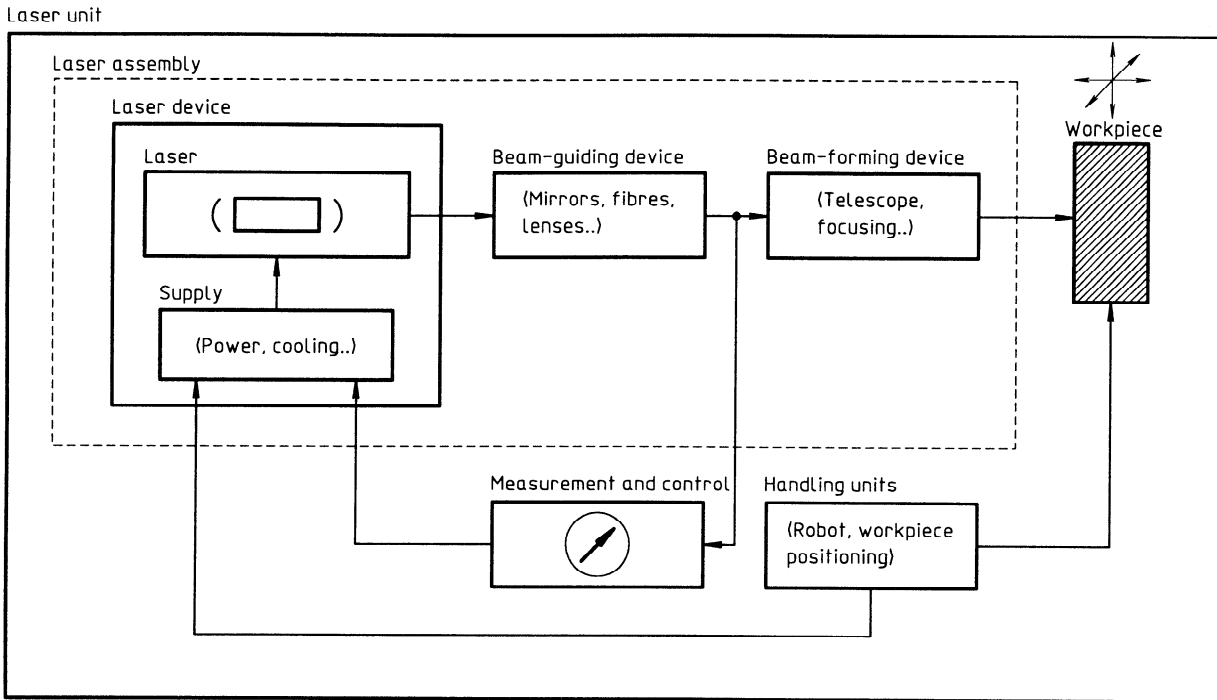 Laser unit
Laser assembly
Laser device
Laser
Beam-guiding device
Beam-forming device
Workpiece
(Mirrors, fibres,
lenses..)
(Telescope,
focusing..)
Supply
(Power, cooling..)
Measurement and control
Handling units
(Robot, workpiece
positioning)